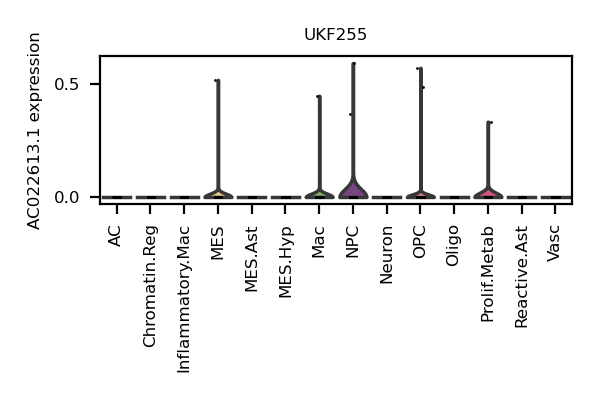 UKF255
AC022613.1 expression
0.5
0.0
AC
Chromatin.Reg
Inflammatory.Mac
MES
MES.Ast
MES.Hyp
Mac
NPC
Neuron
OPC
Oligo
Prolif.Metab
Reactive.Ast
Vasc